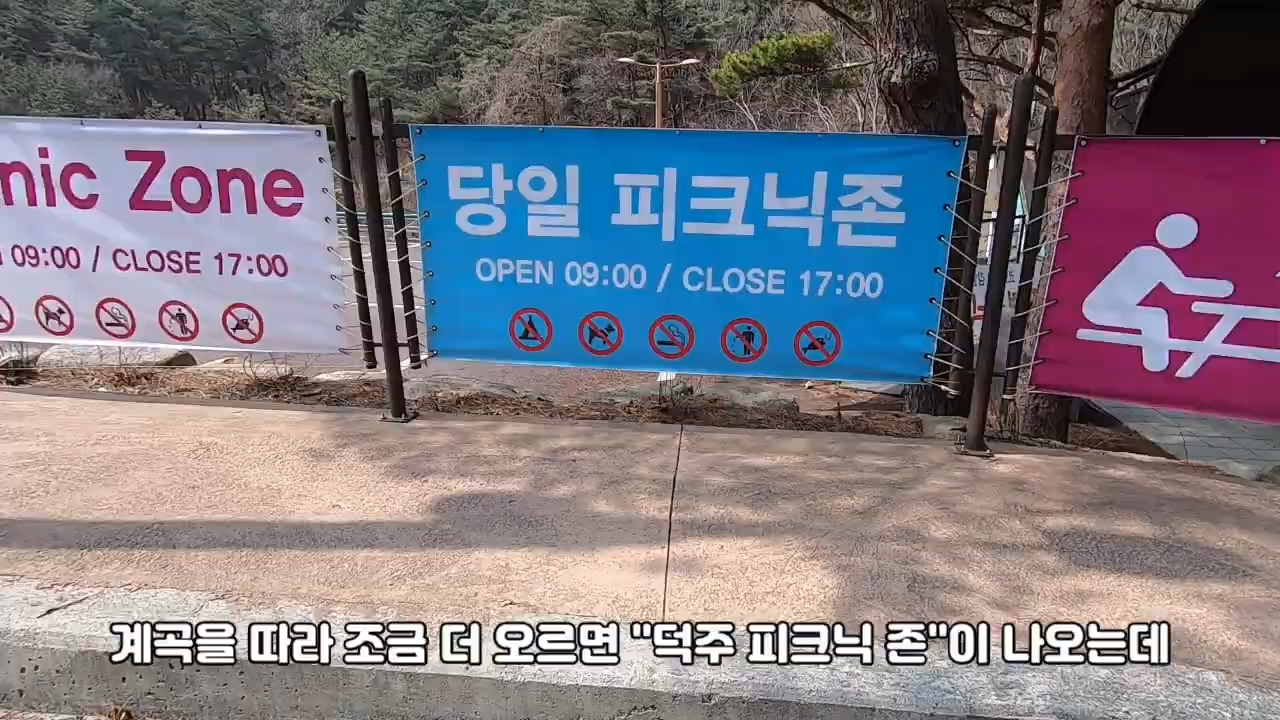 nic Zone
09:00 / CLOSE 17:00
당일 피크닉존
OPEN 09:00 / CLOSE 17:00
계곡을 따라 조금 더 오르면 "덕주 피크닉 존"이 나오는데